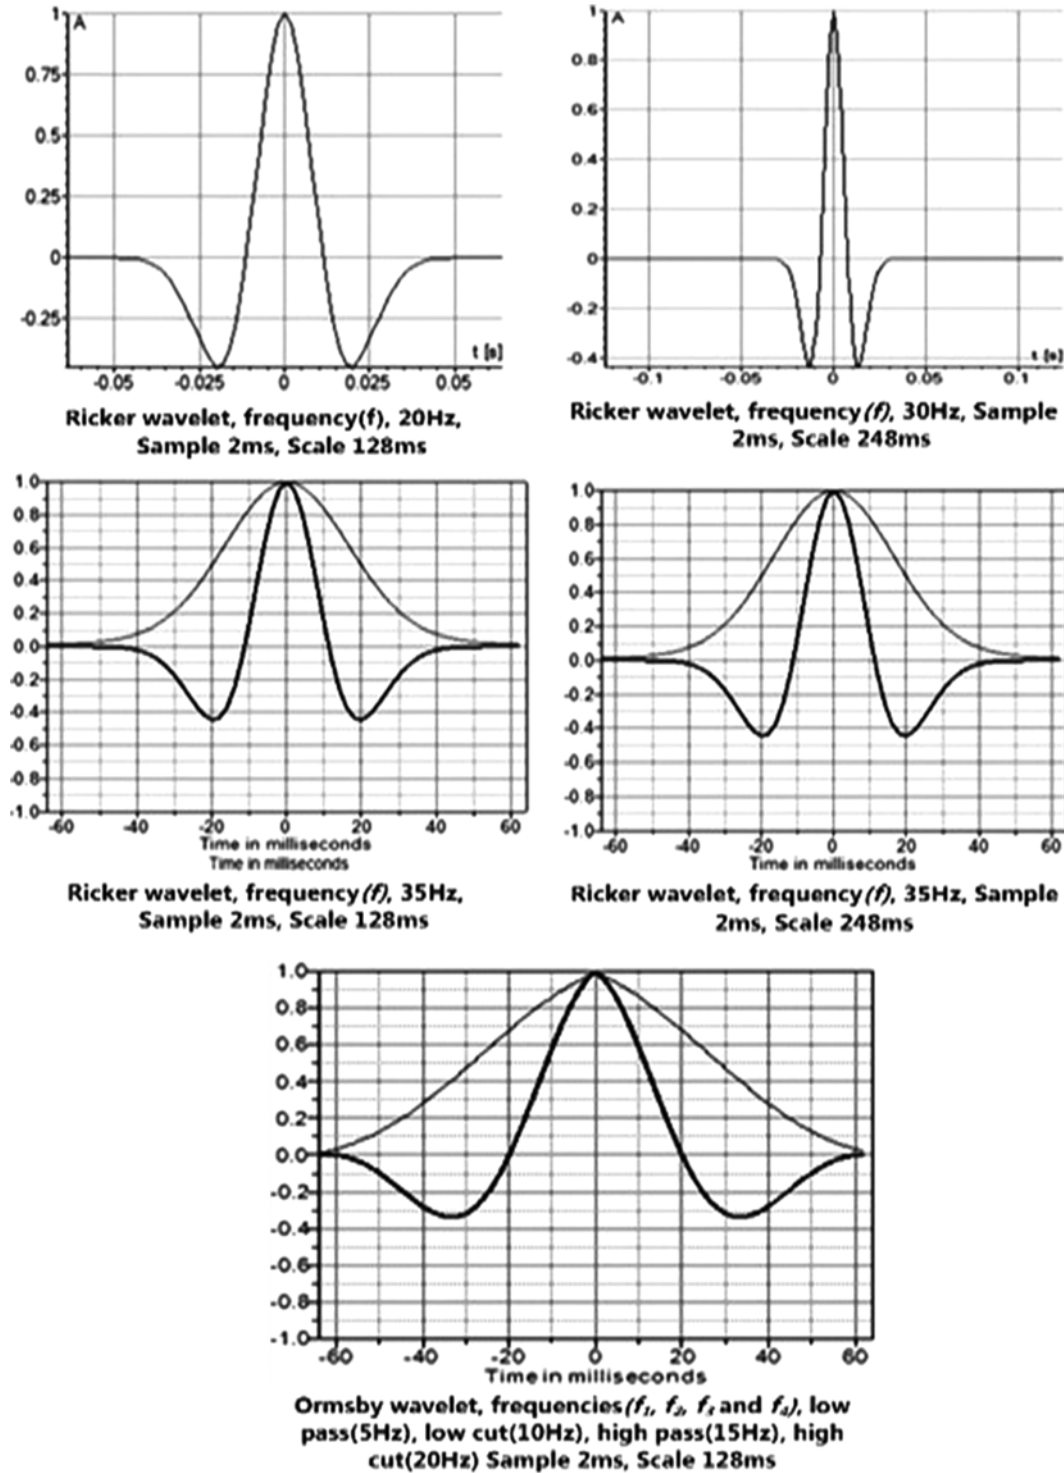 1
A
0.75
0.5
0.25
0
-0.25
t [s]
-0.05 -0.025 0 0.025 0.05
Ricker wavelet, frequency(f), 20Hz,
Sample 2ms, Scale 128ms
1
A
0.8
0.6
0.4
0.2
0
-0.2
-0.4
t [s]
-0.1 -0.05 0 0.05 0.1
Ricker wavelet, frequency(f), 30Hz, Sample
2ms, Scale 248ms
1.0
0.8
0.6
0.4
0.2
0.0
-0.2
-0.4
-0.6
-0.8
-1.0
-60 -40 -20 0 20 40 60
Time in milliseconds
Time in milliseconds
Ricker wavelet, frequency(f), 35Hz,
Sample 2ms, Scale 128ms
1.0
0.8
0.6
0.4
0.2
0.0
-0.2
-0.4
-0.6
-0.8
-1.0
-60 -40 -20 0 20 40 60
Time in milliseconds
Ricker wavelet, frequency(f), 35Hz, Sample
2ms, Scale 248ms
1.0
0.8
0.6
0.4
0.2
0.0
-0.2
-0.4
-0.6
-0.8
-1.0
-60 -40 -20 0 20 40 60
Time in milliseconds
Ormsby wavelet, frequencies(f₁, f₂, f₃ and f₄), low
pass(5Hz), low cut(10Hz), high pass(15Hz), high
cut(20Hz) Sample 2ms, Scale 128ms